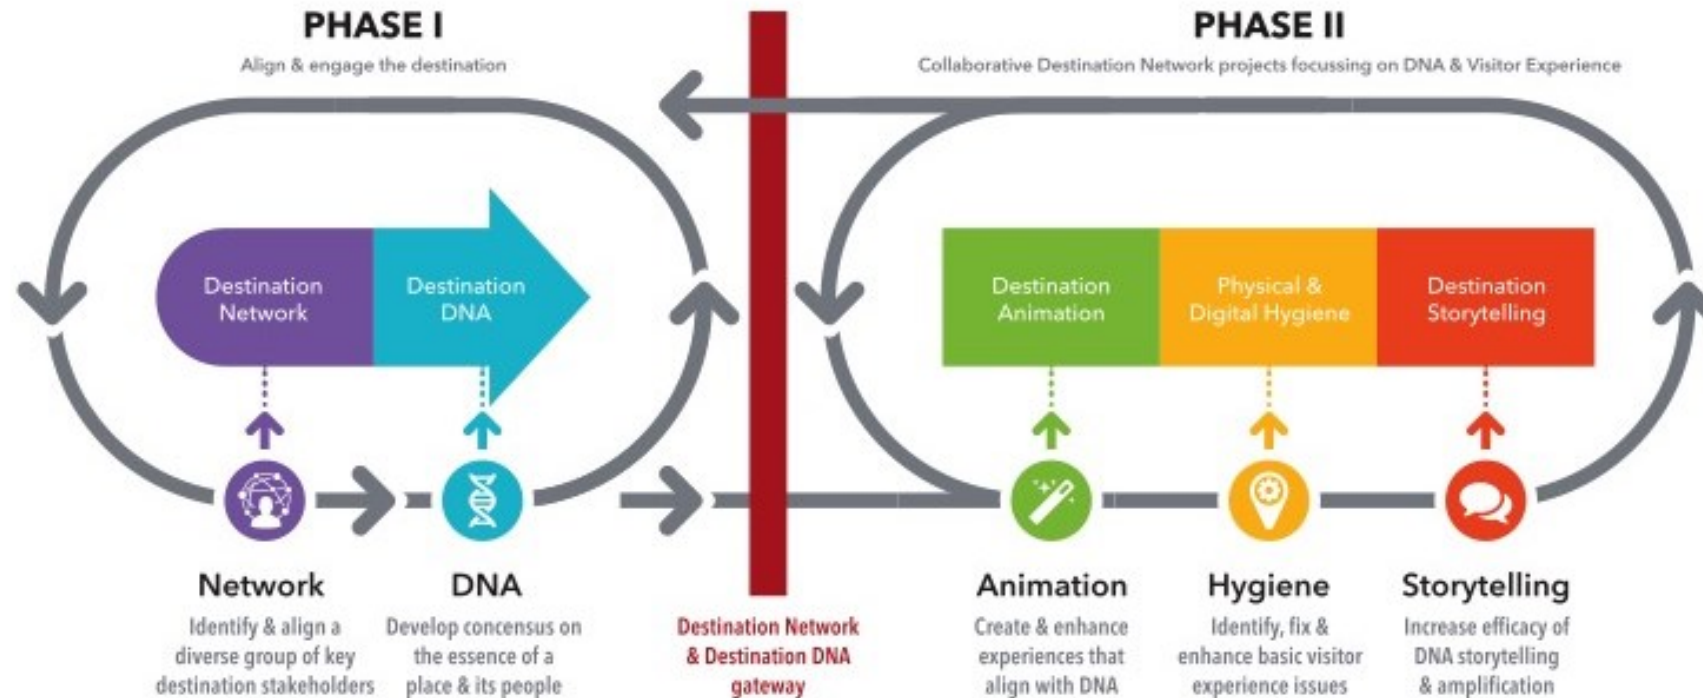 PHASE I
Align & engage the destination
PHASE II
Collaborative Destination Network projects focussing on DNA & Visitor Experience
Destination
Network
Destination
DNA
Destination
Animation
Physical &
Digital Hygiene
Destination
Storytelling
Network
Identify & align a
diverse group of key
destination stakeholders
DNA
Develop concensus on
the essence of a
place & its people
Destination Network
& Destination DNA
gateway
Animation
Create & enhance
experiences that
align with DNA
Hygiene
Identify, fix &
enhance basic visitor
experience issues
Storytelling
Increase efficacy of
DNA storytelling
& amplification